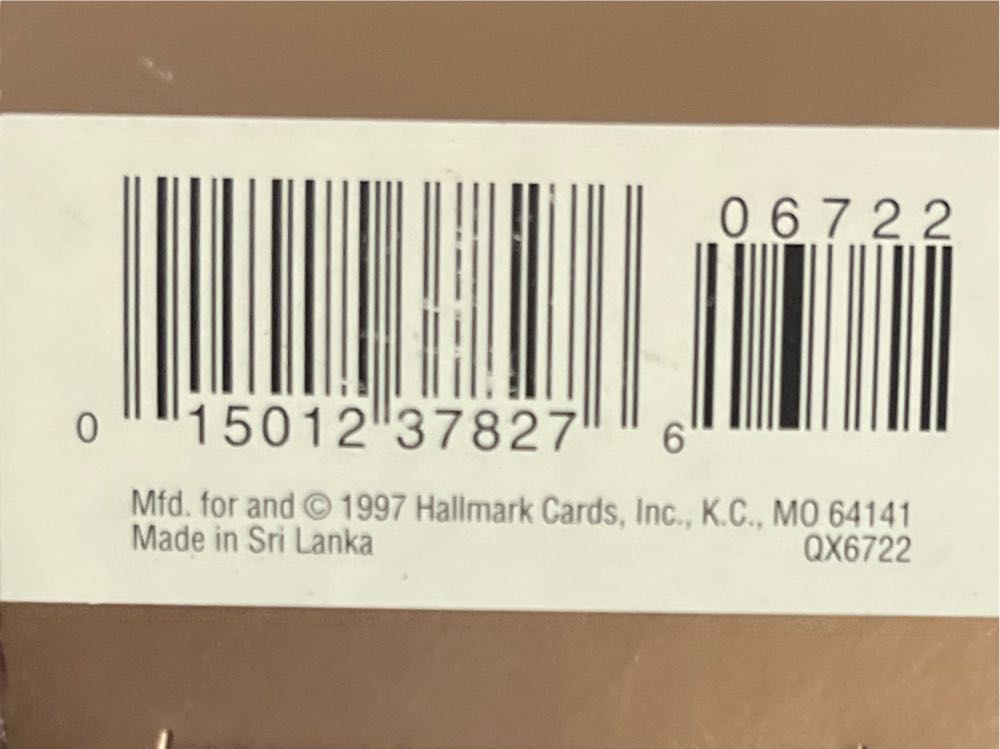 06722
0 15012 37827 6
Mfd. for and © 1997 Hallmark Cards, Inc., K.C., MO 64141
Made in Sri Lanka QX6722